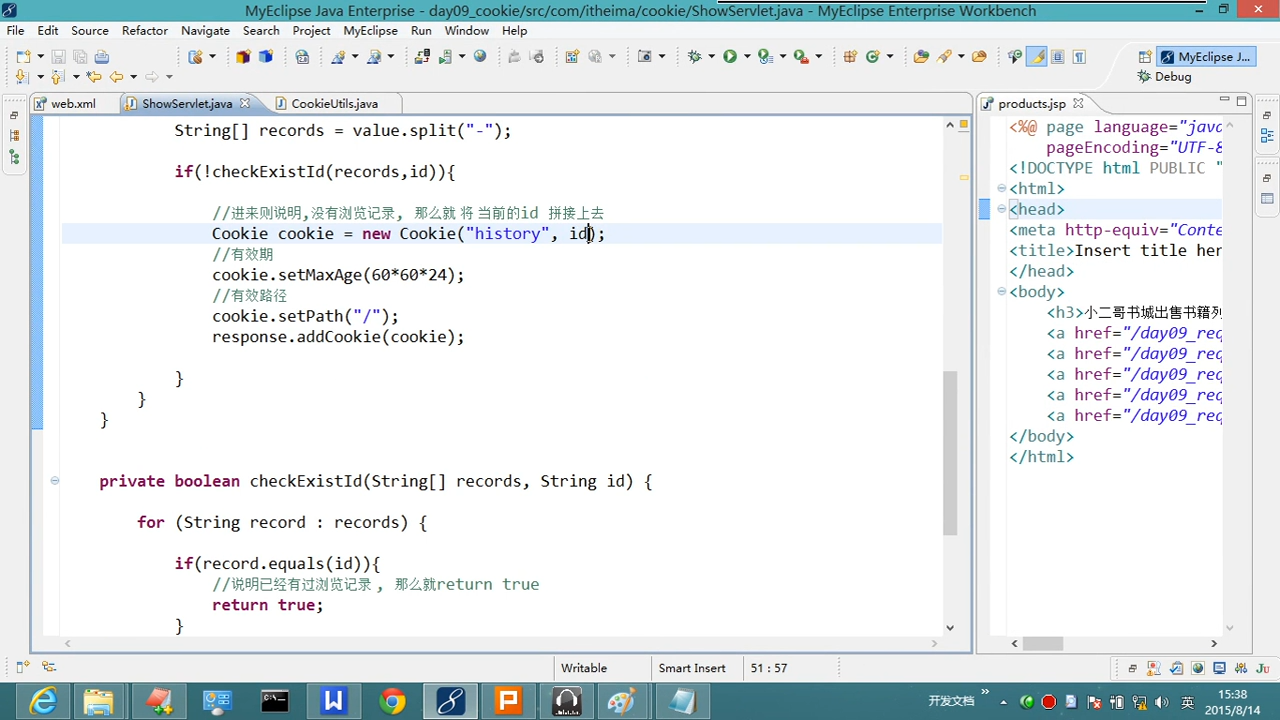 MyEclipse Java Enterprise - day09_cookie/src/com/itheima/cookie/ShowServlet.java - MyEclipse Enterprise Workbench
File Edit Source Refactor Navigate Search Project MyEclipse Run Window Help
MyEclipse J...
Debug
web.xml ShowServlet.java CookieUtils.java
String[] records = value.split("-");
if(!checkExistId(records,id)){
//进来则说明,没有浏览记录, 那么就 将 当前的id 拼接上去
Cookie cookie = new Cookie("history", id);
//有效期
cookie.setMaxAge(60*60*24);
//有效路径
cookie.setPath("/");
response.addCookie(cookie);
}
}
}
private boolean checkExistId(String[] records, String id) {
for (String record : records) {
if(record.equals(id)){
//说明已经有过浏览记录, 那么就return true
return true;
}
products.jsp
<%@ page language="java
pageEncoding="UTF-8
<!DOCTYPE html PUBLIC "
<html>
<head>
<meta http-equiv="Conte
<title>Insert title her
</head>
<body>
<h3>小二哥书城出售书籍列
<a href="/day09_req
<a href="/day09_req
<a href="/day09_req
<a href="/day09_req
<a href="/day09_req
</body>
</html>
Writable Smart Insert 51 : 57
开发文档 英 15:38
2015/8/14